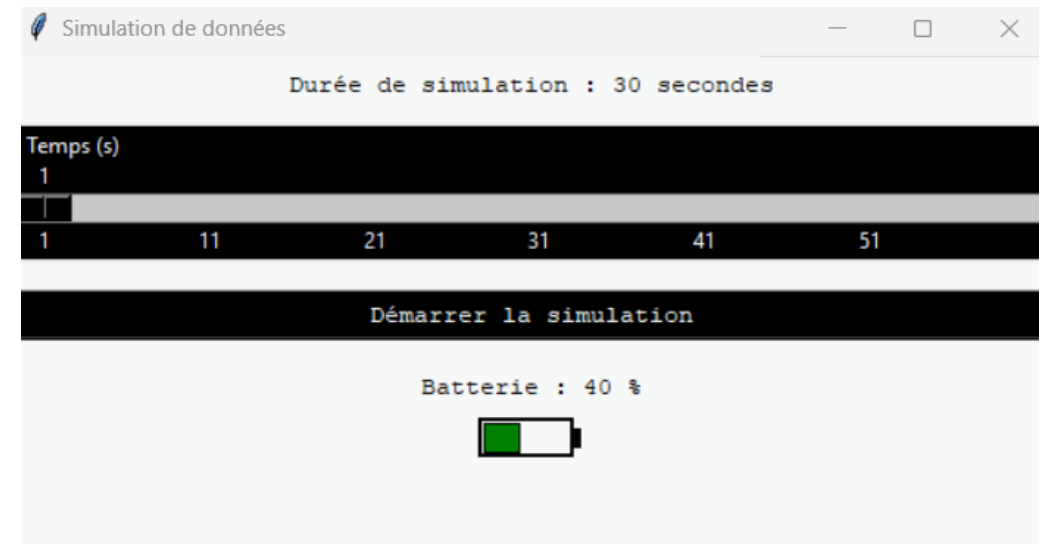 Simulation de données
Durée de simulation : 30 secondes
Temps (s)
1
1 11 21 31 41 51
Démarrer la simulation
Batterie : 40 %